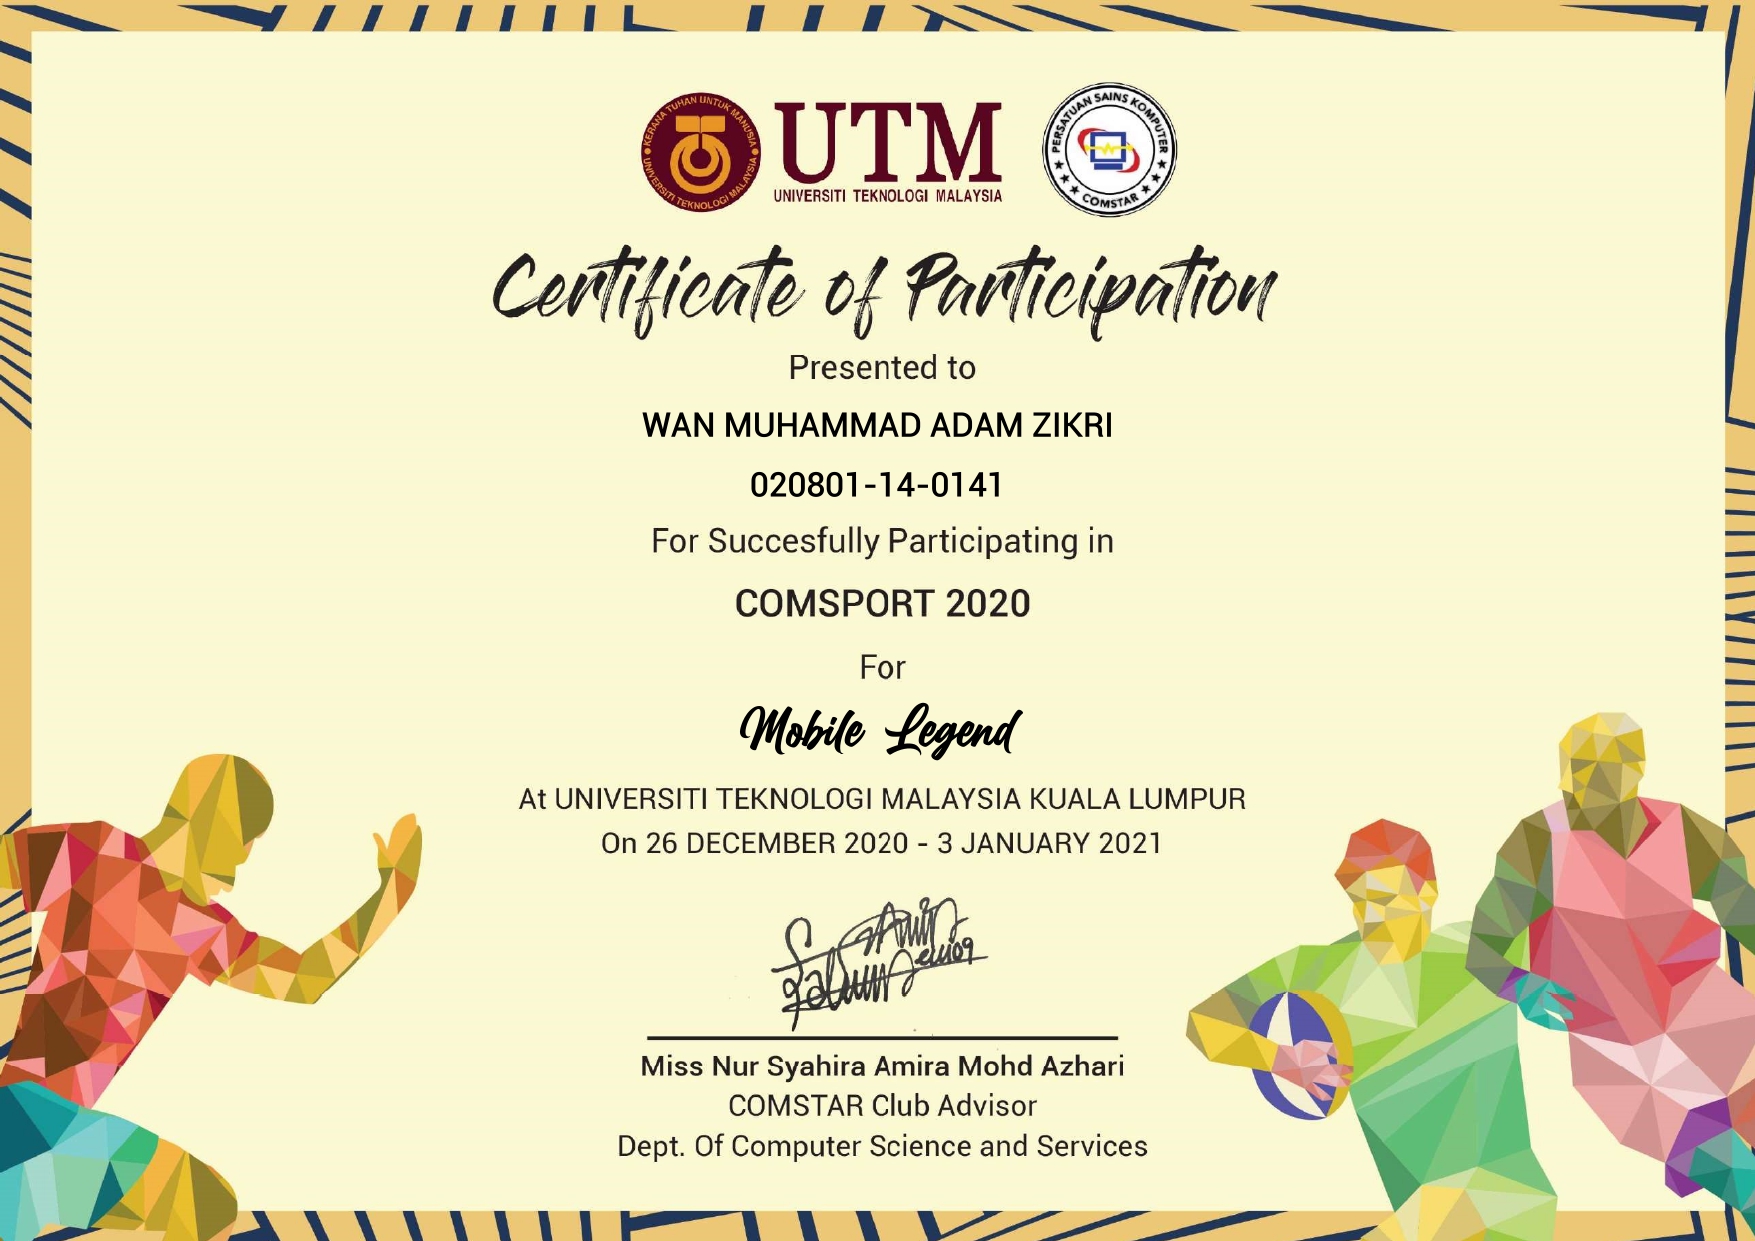 KERANA TUHAN UNTUK MANUSIA
UNIVERSITI TEKNOLOGI MALAYSIA
UTM
UNIVERSITI TEKNOLOGI MALAYSIA
PERSATUAN SAINS KOMPUTER
COMSTAR
Certificate of Participation
Presented to
WAN MUHAMMAD ADAM ZIKRI
020801-14-0141
For Succesfully Participating in
COMSPORT 2020
For
Mobile Legend
At UNIVERSITI TEKNOLOGI MALAYSIA KUALA LUMPUR
On 26 DECEMBER 2020 - 3 JANUARY 2021
Miss Nur Syahira Amira Mohd Azhari
COMSTAR Club Advisor
Dept. Of Computer Science and Services